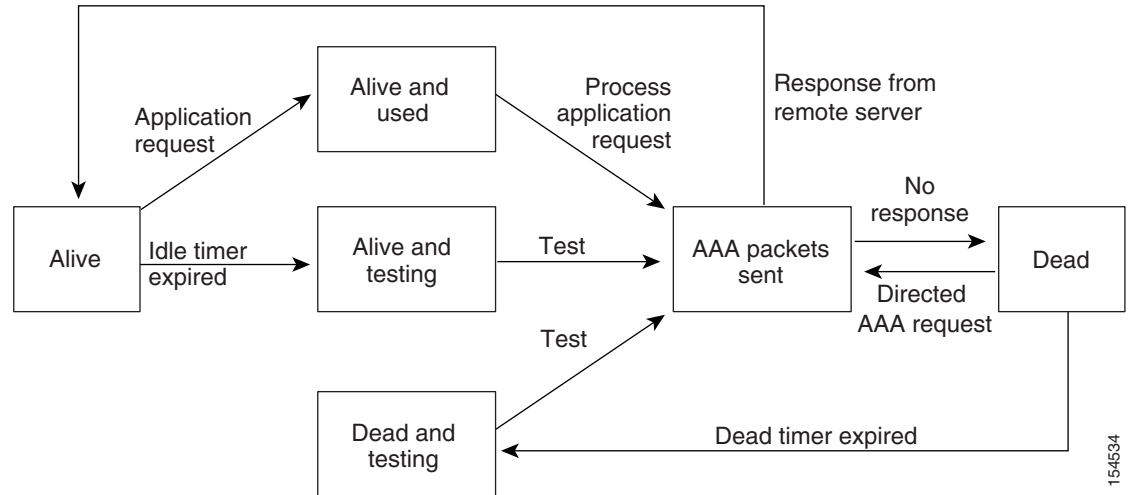 Alive and
used
Process
application
request
Response from
remote server
Application
request
Alive
Idle timer
expired
Alive and
testing
Test
AAA packets
sent
No
response
Directed
AAA request
Dead
Test
Dead and
testing
Dead timer expired
154534